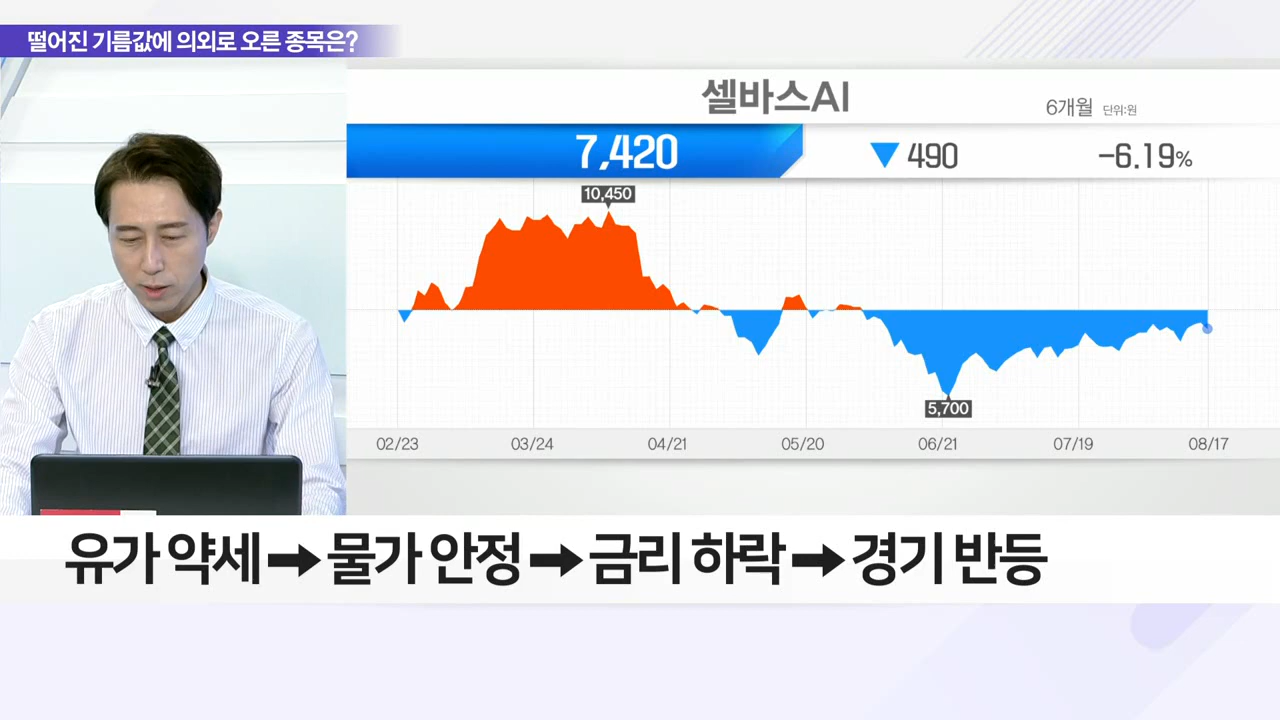 떨어진 기름값에 의외로 오른 종목은?
셀바스AI
6개월 단위:원
7,420 ▼ 490 -6.19%
10,450
5,700
02/23 03/24 04/21 05/20 06/21 07/19 08/17
유가 약세➡물가 안정➡금리 하락➡경기 반등